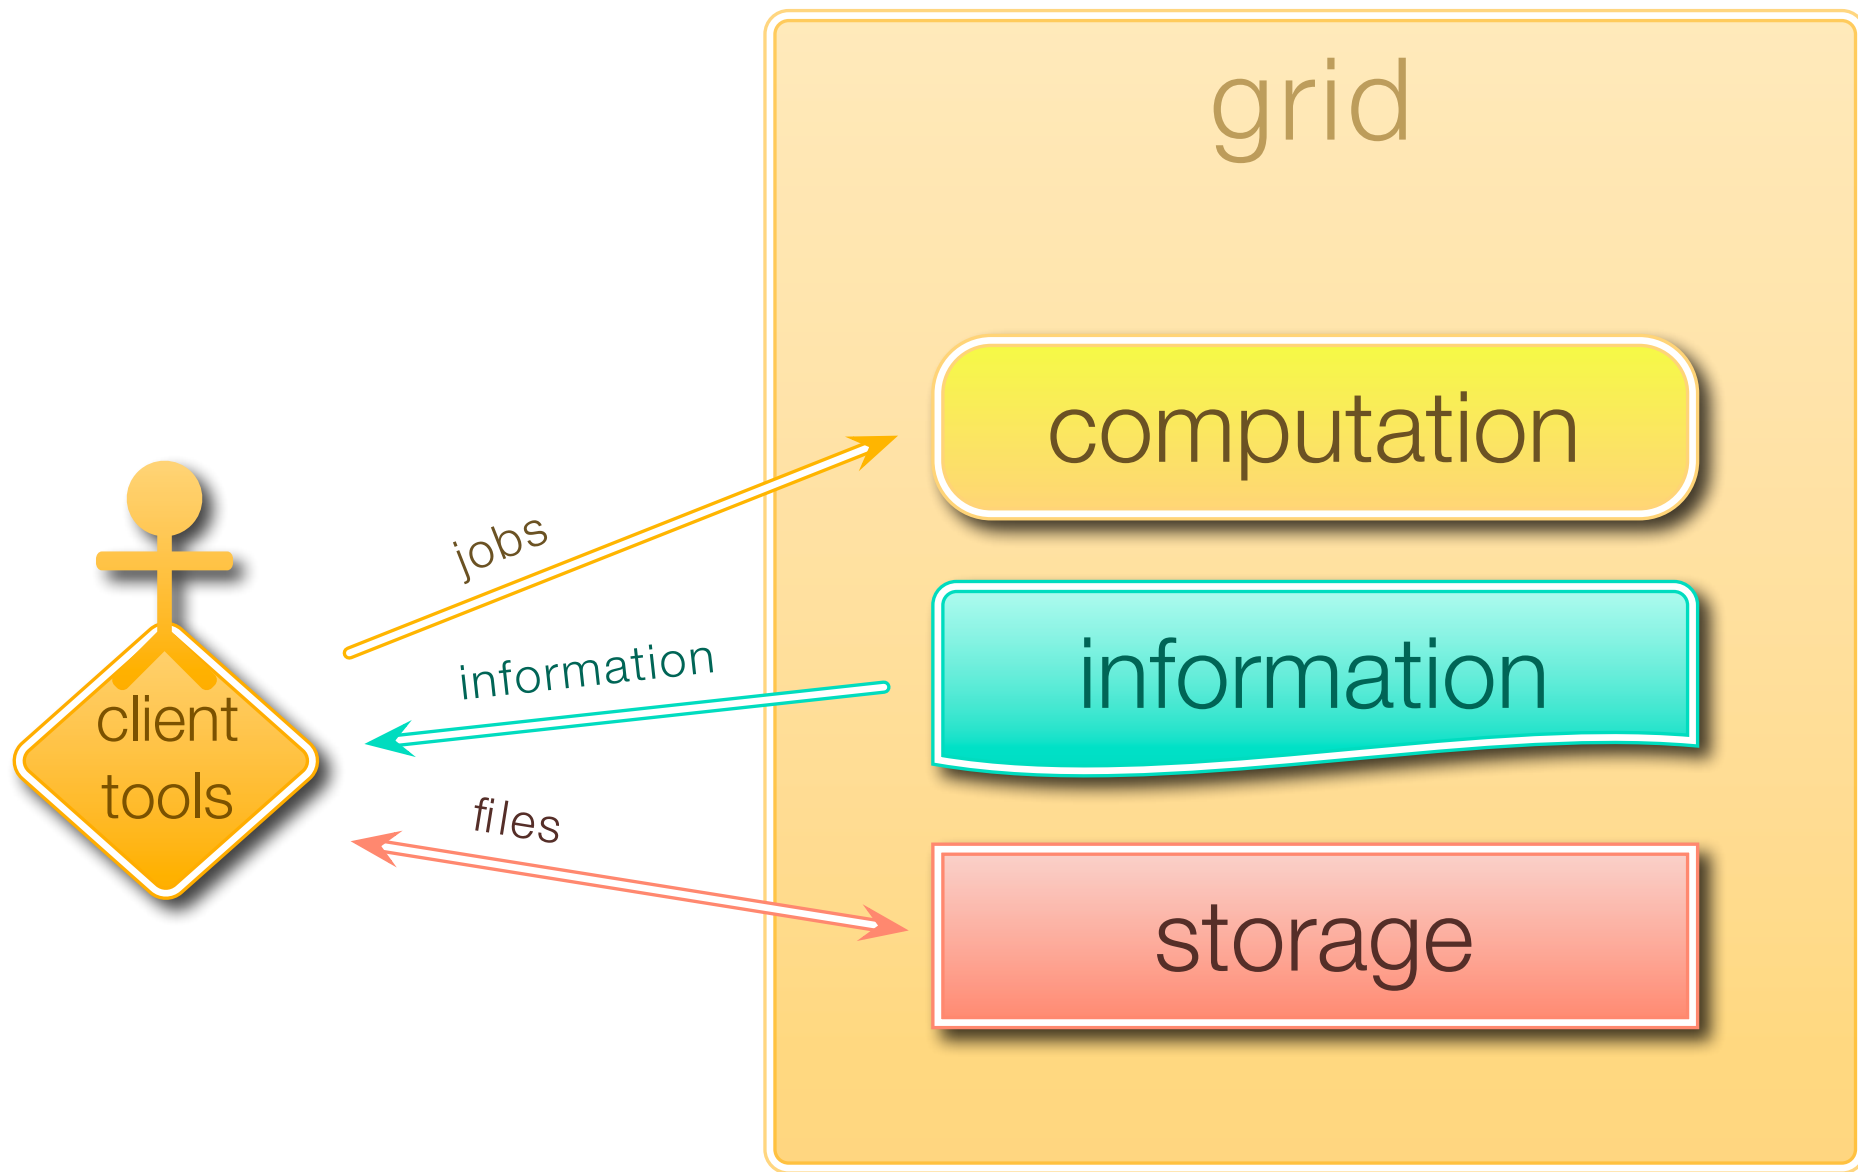 grid
computation
jobs
information
information
client
tools
files
storage